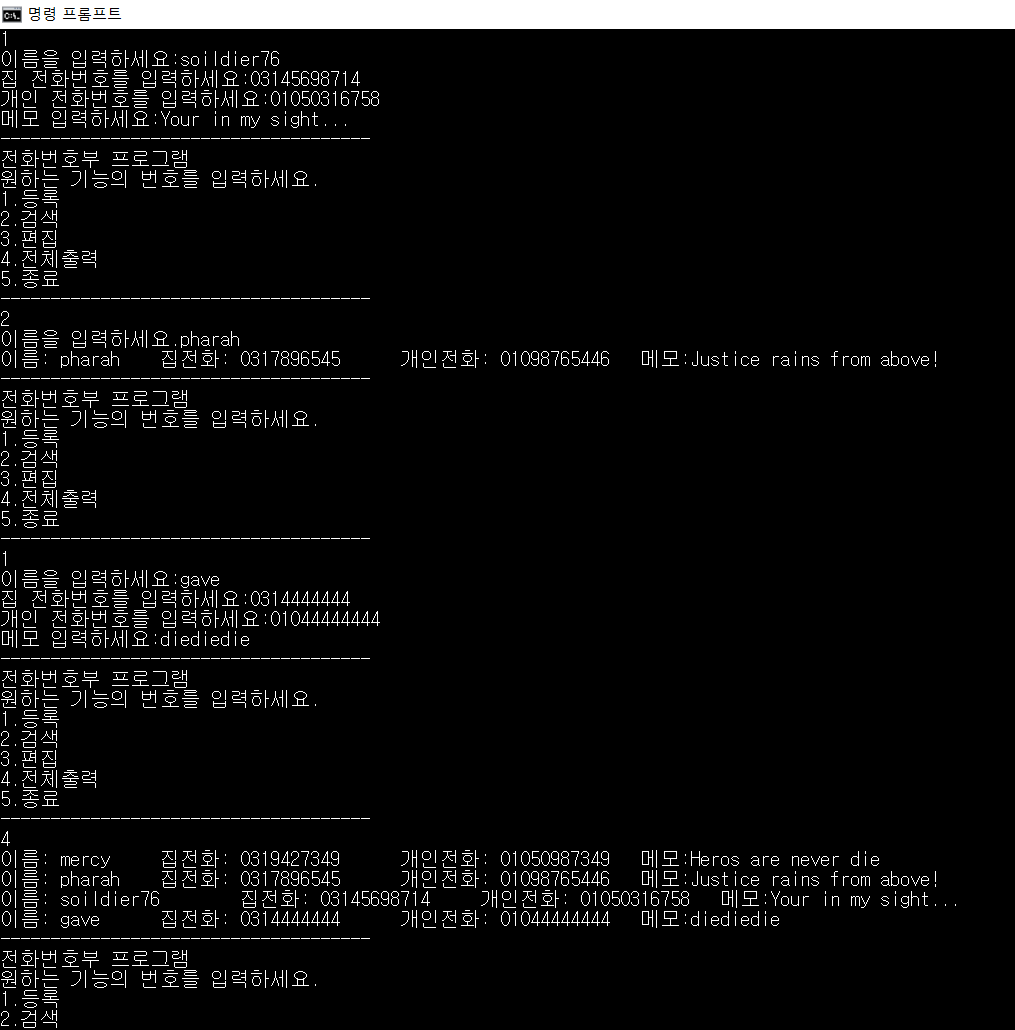 명령 프롬프트
1
이름을 입력하세요:soildier76
집 전화번호를 입력하세요:03145698714
개인 전화번호를 입력하세요:01050316758
메모 입력하세요:Your in my sight...
-------------------------------------
전화번호부 프로그램
원하는 기능의 번호를 입력하세요.
1.등록
2.검색
3.편집
4.전체출력
5.종료
-------------------------------------
2
이름을 입력하세요.pharah
이름: pharah 집전화: 0317896545 개인전화: 01098765446 메모:Justice rains from above!
-------------------------------------
전화번호부 프로그램
원하는 기능의 번호를 입력하세요.
1.등록
2.검색
3.편집
4.전체출력
5.종료
-------------------------------------
1
이름을 입력하세요:gave
집 전화번호를 입력하세요:0314444444
개인 전화번호를 입력하세요:01044444444
메모 입력하세요:diediedie
-------------------------------------
전화번호부 프로그램
원하는 기능의 번호를 입력하세요.
1.등록
2.검색
3.편집
4.전체출력
5.종료
-------------------------------------
4
이름: mercy 집전화: 0319427349 개인전화: 01050987349 메모:Heros are never die
이름: pharah 집전화: 0317896545 개인전화: 01098765446 메모:Justice rains from above!
이름: soildier76 집전화: 03145698714 개인전화: 01050316758 메모:Your in my sight...
이름: gave 집전화: 0314444444 개인전화: 01044444444 메모:diediedie
-------------------------------------
전화번호부 프로그램
원하는 기능의 번호를 입력하세요.
1.등록
2.검색